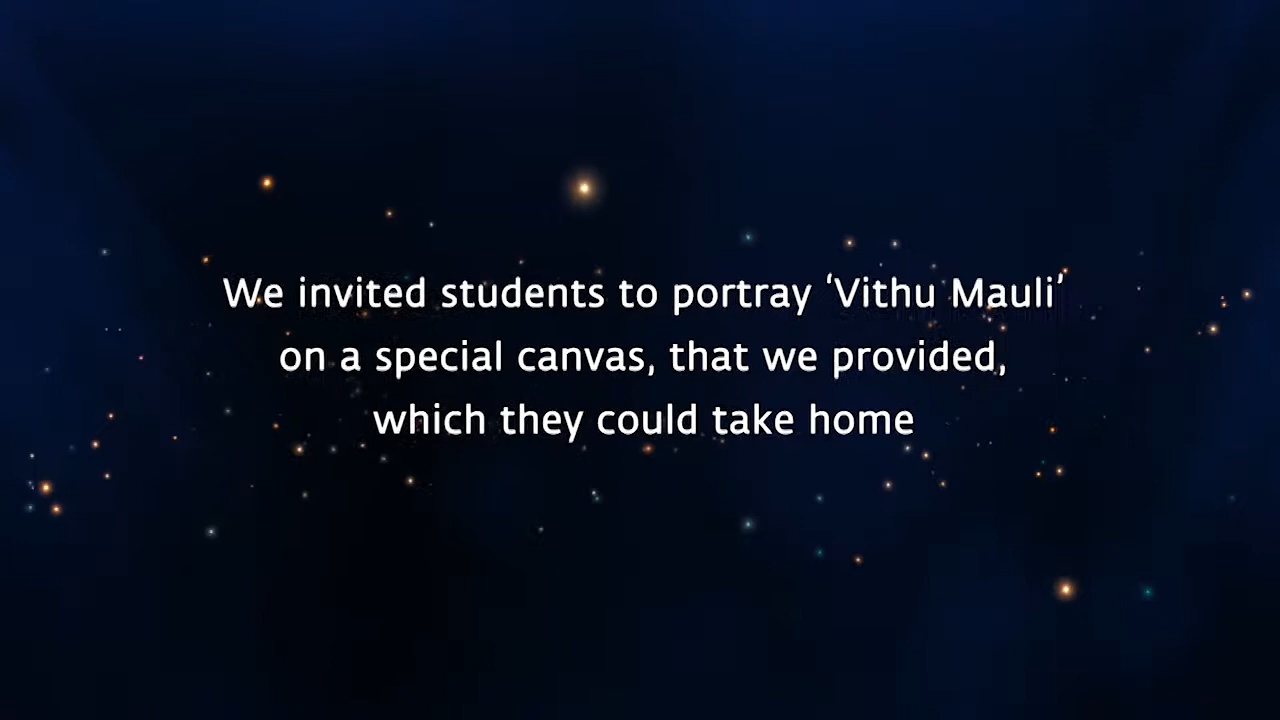 We invited students to portray ‘Vithu Mauli’
on a special canvas, that we provided,
which they could take home